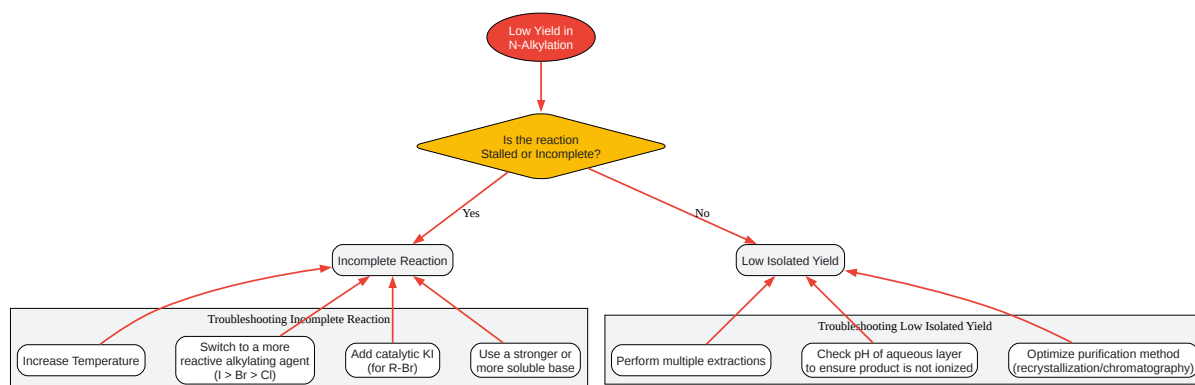 Low Yield in
N-Alkylation
Is the reaction
Stalled or Incomplete?
Yes
No
Incomplete Reaction
Low Isolated Yield
Troubleshooting Incomplete Reaction
Increase Temperature
Switch to a more
reactive alkylating agent
(I > Br > Cl)
Add catalytic KI
(for R-Br)
Use a stronger or
more soluble base
Troubleshooting Low Isolated Yield
Perform multiple extractions
Check pH of aqueous layer
to ensure product is not ionized
Optimize purification method
(recrystallization/chromatography)